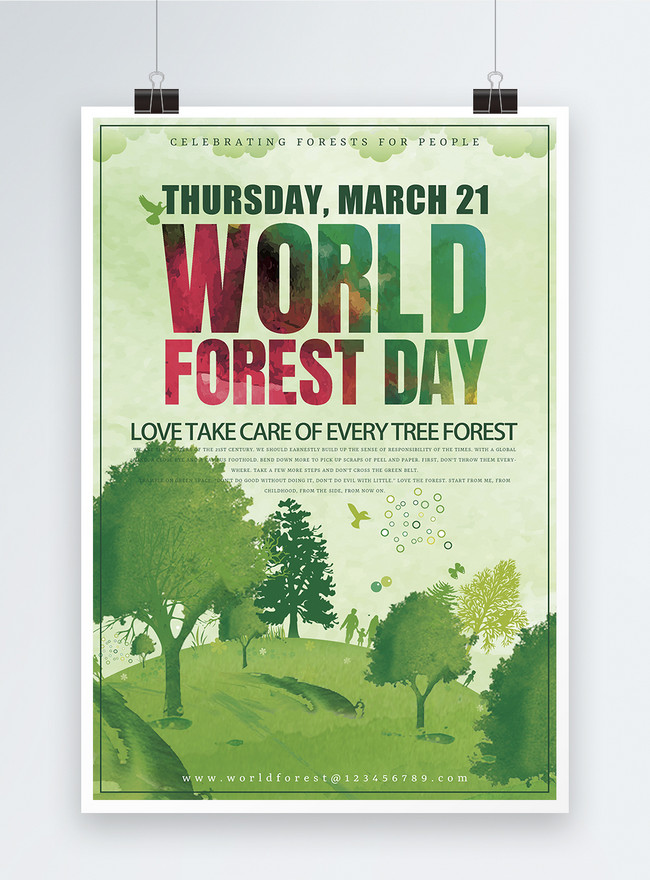 CELEBRATING FORESTS FOR PEOPLE
THURSDAY, MARCH 21
WORLD
FOREST DAY
LOVE TAKE CARE OF EVERY TREE FOREST
OF THE 21ST CENTURY. WE SHOULD EARNESTLY BUILD UP THE SENSE OF RESPONSIBILITY OF THE TIMES. WITH A GLOBAL
FOOTHOLD. BEND DOWN MORE TO PICK UP SCRAPS OF PEEL AND PAPER. FIRST, DON'T THROW THEM EVERY-
WHERE. TAKE A FEW MORE STEPS AND DON'T CROSS THE GREEN BELT.
DO GOOD WITHOUT DOING IT, DON'T DO EVIL WITH LITTLE." LOVE THE FOREST. START FROM ME, FROM
CHILDHOOD, FROM THE SIDE, FROM NOW ON.
www.worldforest@123456789.com